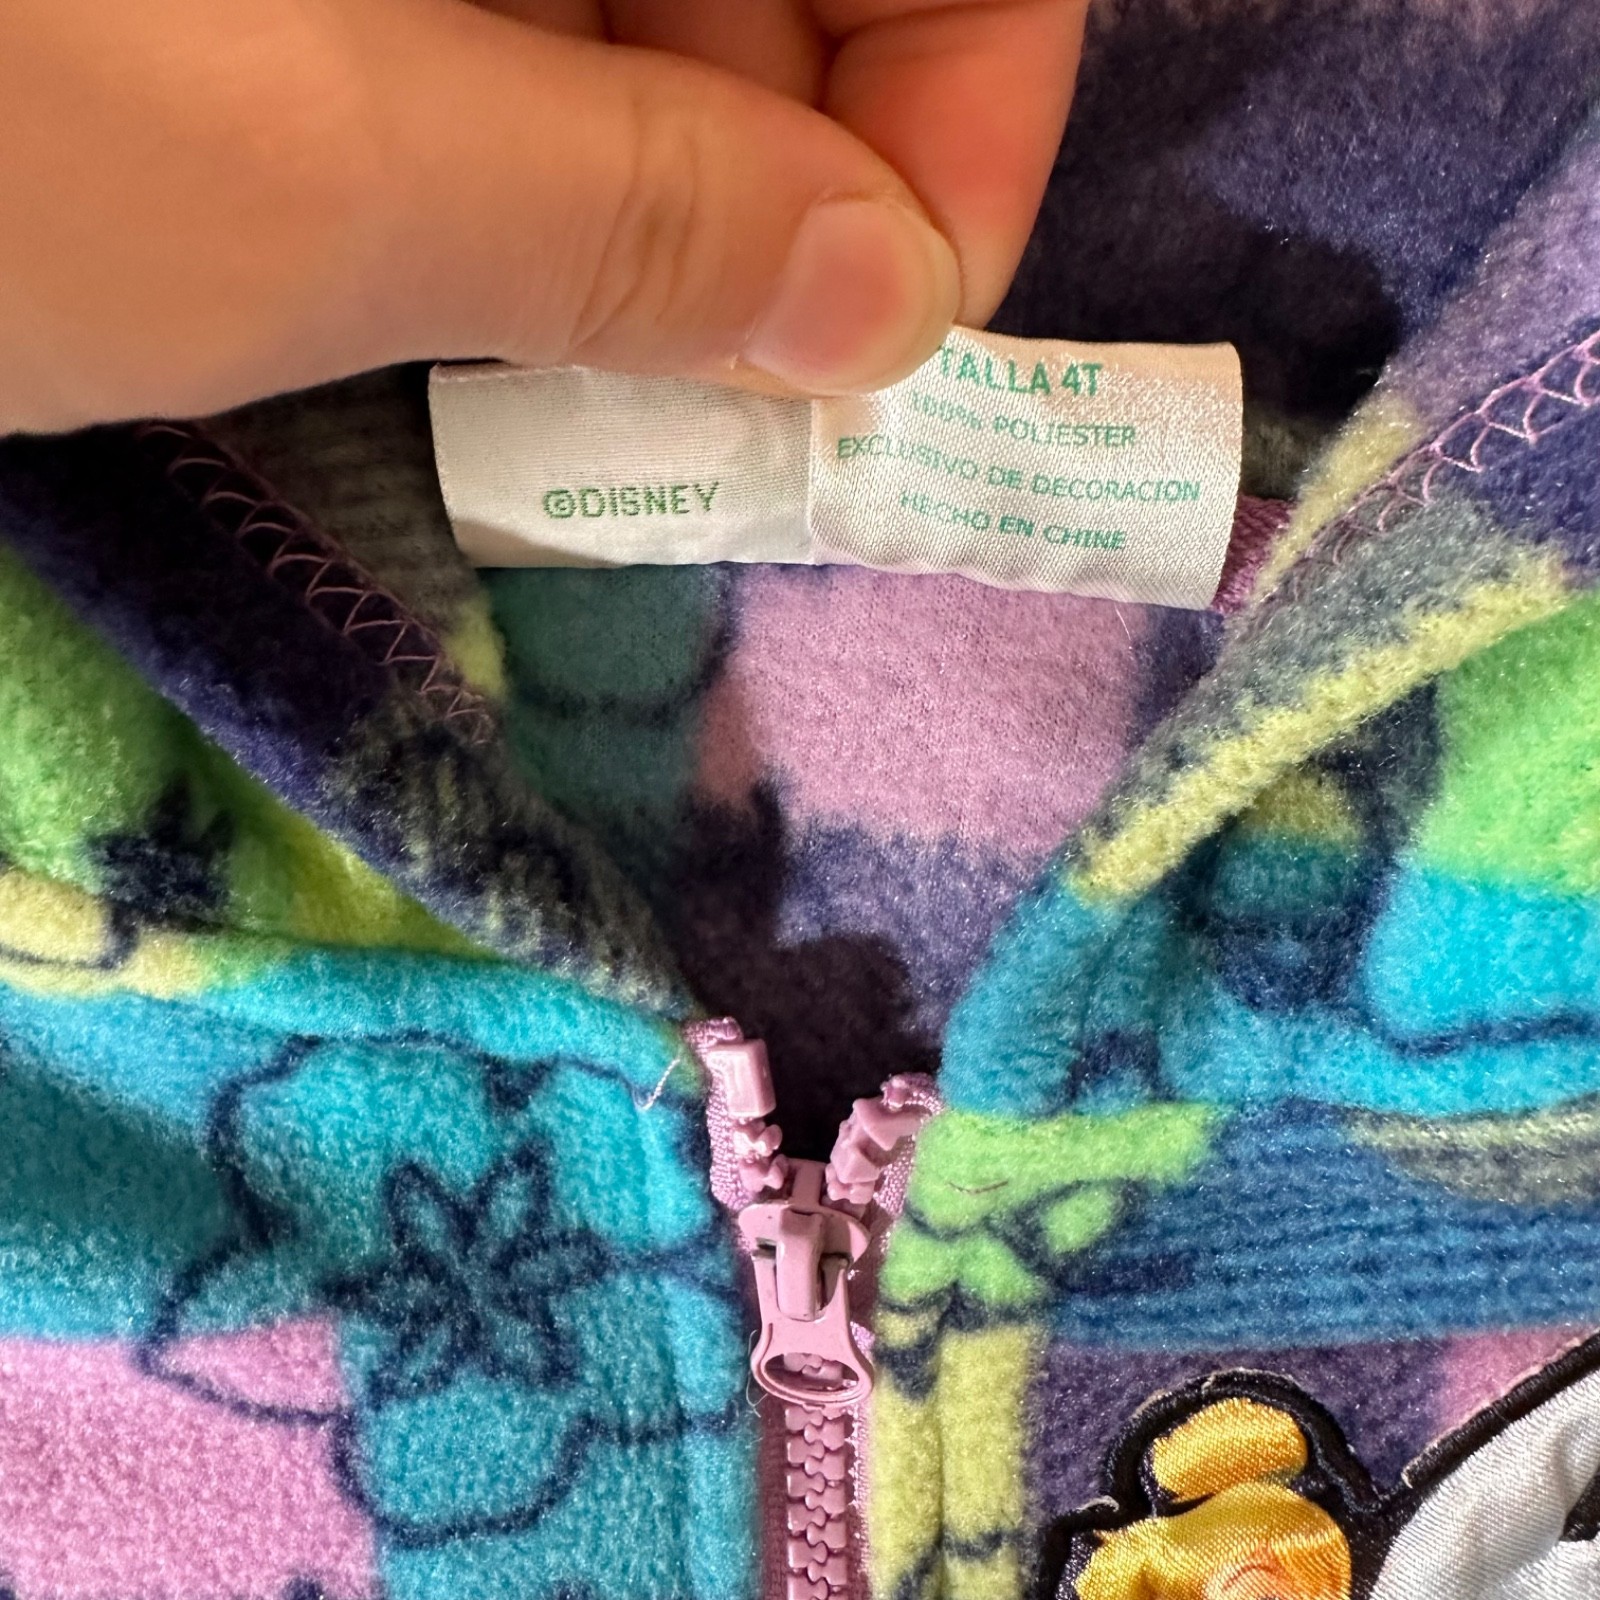 ©DISNEY
TALLA 4T
100% POLIESTER
EXCLUSIVO DE DECORACION
HECHO EN CHINE